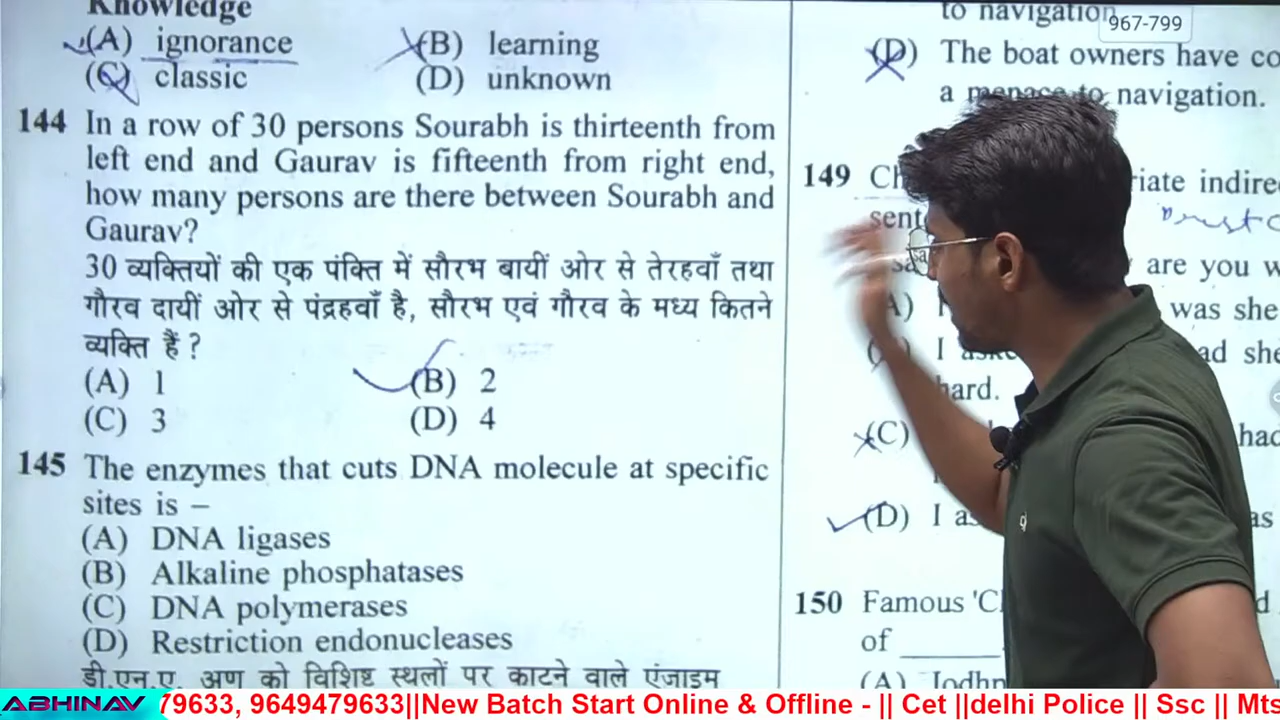 Knowledge
(A) ignorance (B) learning
(C) classic (D) unknown
144 In a row of 30 persons Sourabh is thirteenth from
left end and Gaurav is fifteenth from right end,
how many persons are there between Sourabh and
Gaurav?
30 व्यक्तियों की एक पंक्ति में सौरभ बायीं ओर से तेरहवाँ तथा
गौरव दायीं ओर से पंद्रहवाँ है, सौरभ एवं गौरव के मध्य कितने
व्यक्ति हैं ?
(A) 1 (B) 2
(C) 3 (D) 4
145 The enzymes that cuts DNA molecule at specific
sites is –
(A) DNA ligases
(B) Alkaline phosphatases
(C) DNA polymerases
(D) Restriction endonucleases
डी.एन.ए. अणु को विशिष्ट स्थलों पर काटने वाले एंजाइम
to navigation
967-799
(D) The boat owners have
a menace to navigation.
149
are you
was she
I
hard.
(C) had
(D) I
150 Famous
of
(A)
ABHINAV
79633, 9649479633||New Batch Start Online & Offline - || Cet ||delhi Police || Ssc || Mts